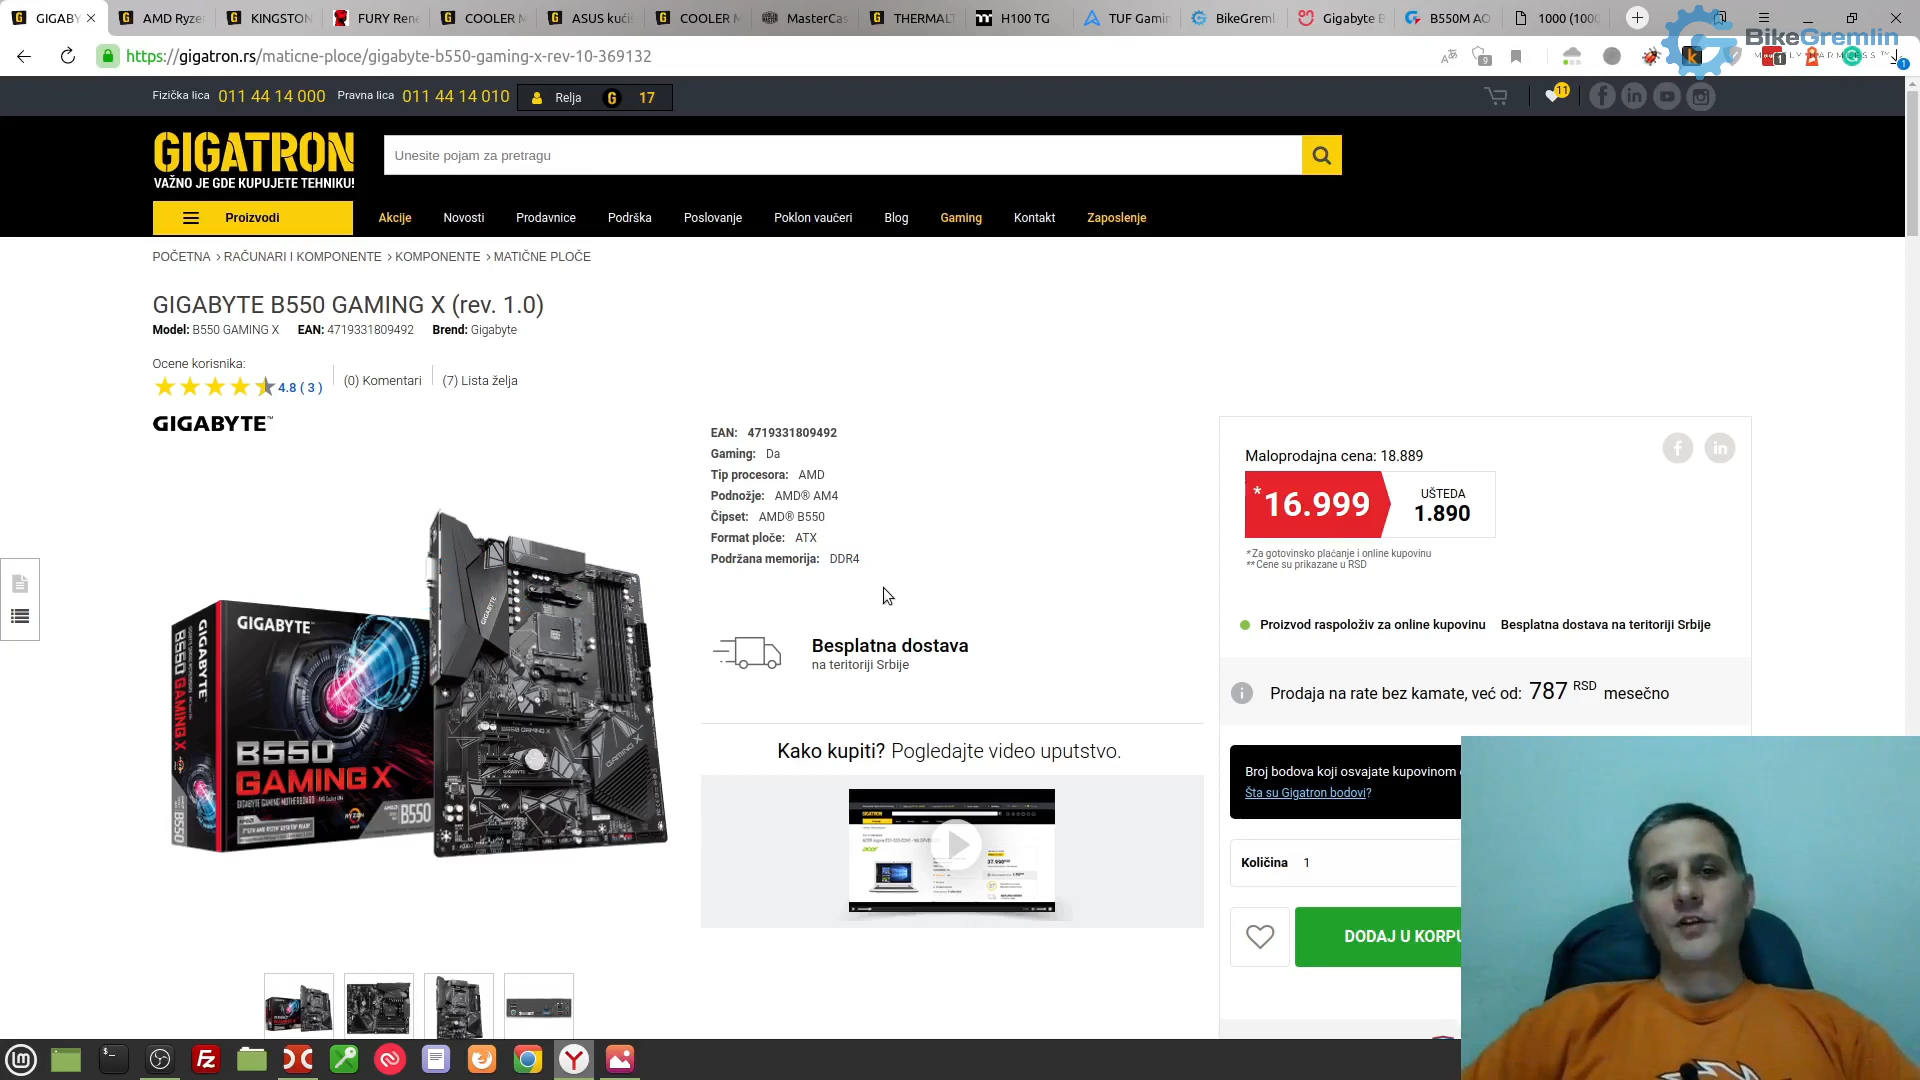 GIGABY
AMD Ryze
KINGSTON
FURY Ren
COOLER M
ASUS kući
COOLER M
MasterCas
THERMALT
H100 TG
TUF Gamin
BikeGreml
Gigabyte B
B550M AO
1000 (100
BikeGremlin
https://gigatron.rs/maticne-ploce/gigabyte-b550-gaming-x-rev-10-369132
Fizička lica 011 44 14 000 Pravna lica 011 44 14 010 Relja G 17
11
GIGATRON
VAŽNO JE GDE KUPUJETE TEHNIKU!
Unesite pojam za pretragu
Proizvodi
Akcije Novosti Prodavnice Podrška Poslovanje Poklon vaučeri Blog Gaming Kontakt Zaposlenje
POČETNA › RAČUNARI I KOMPONENTE › KOMPONENTE › MATIČNE PLOČE
GIGABYTE B550 GAMING X (rev. 1.0)
Model: B550 GAMING X EAN: 4719331809492 Brend: Gigabyte
Ocene korisnika:
4.8 ( 3 ) (0) Komentari (7) Lista želja
GIGABYTE™
EAN: 4719331809492
Gaming: Da
Tip procesora: AMD
Podnožje: AMD® AM4
Čipset: AMD® B550
Format ploče: ATX
Podržana memorija: DDR4
Besplatna dostava
na teritoriji Srbije
Kako kupiti? Pogledajte video uputstvo.
GIGABYTE™
B550
GAMING X
GIGABYTE
B550 GAMING X
B550
Maloprodajna cena: 18.889
*16.999
UŠTEDA
1.890
*Za gotovinsko plaćanje i online kupovinu
**Cene su prikazane u RSD
Proizvod raspoloživ za online kupovinu Besplatna dostava na teritoriji Srbije
Prodaja na rate bez kamate, već od: 787 RSD mesečno
Broj bodova koji osvajate kupovinom
Šta su Gigatron bodovi?
Količina 1
DODAJ U KORPU